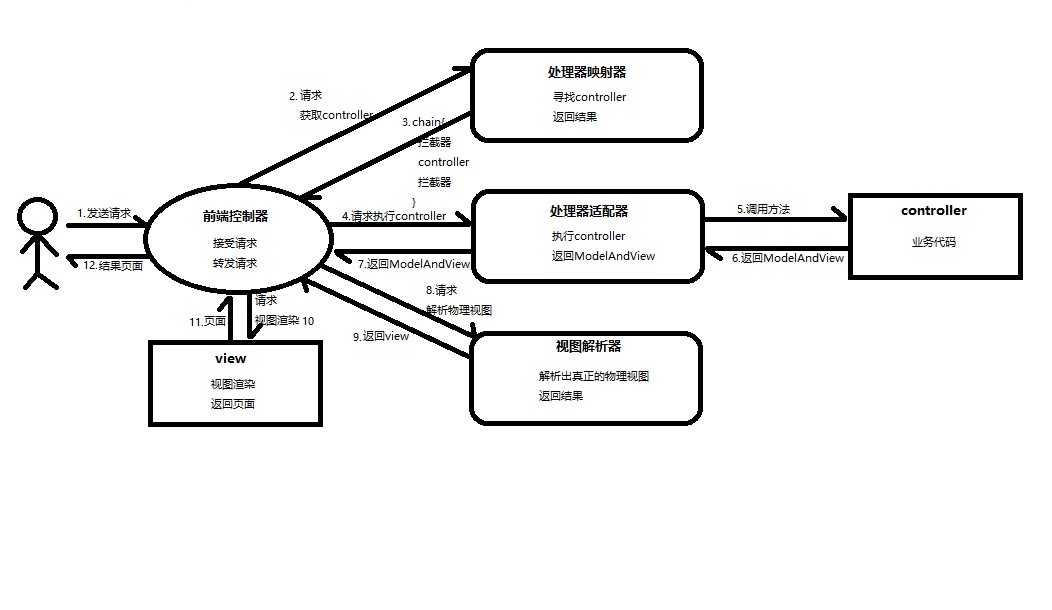 处理器映射器
寻找controller
返回结果
2. 请求
获取controller
3. chain{
拦截器
controller
拦截器
}
1.发送请求
前端控制器
接受请求
转发请求
12.结果页面
4.请求执行controller
处理器适配器
执行controller
返回ModelAndView
7.返回ModelAndView
5.调用方法
6.返回ModelAndView
controller
业务代码
8.请求
解析物理视图
9.返回view
视图解析器
解析出真正的物理视图
返回结果
请求
视图渲染 10
11.页面
view
视图渲染
返回页面